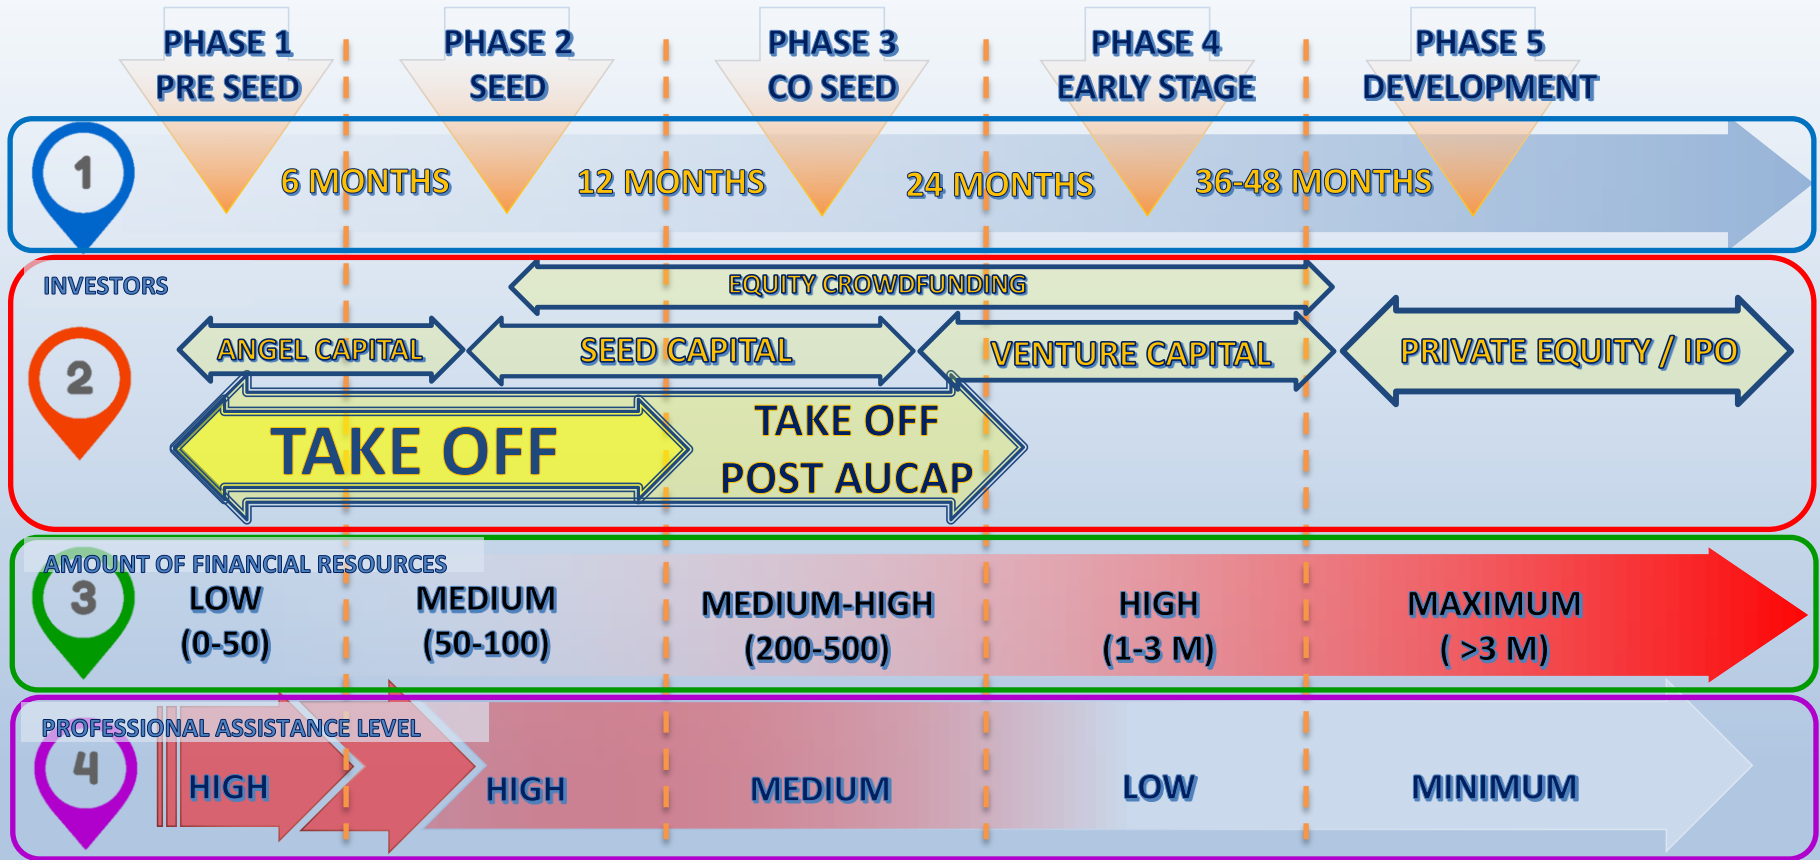 PHASE 1
PRE SEED
PHASE 2
SEED
PHASE 3
CO SEED
PHASE 4
EARLY STAGE
PHASE 5
DEVELOPMENT
1
6 MONTHS
12 MONTHS
24 MONTHS
36-48 MONTHS
INVESTORS
2
EQUITY CROWDFUNDING
ANGEL CAPITAL
SEED CAPITAL
VENTURE CAPITAL
PRIVATE EQUITY / IPO
TAKE OFF
TAKE OFF
POST AUCAP
AMOUNT OF FINANCIAL RESOURCES
3
LOW
(0-50)
MEDIUM
(50-100)
MEDIUM-HIGH
(200-500)
HIGH
(1-3 M)
MAXIMUM
( >3 M)
PROFESSIONAL ASSISTANCE LEVEL
4
HIGH
HIGH
MEDIUM
LOW
MINIMUM